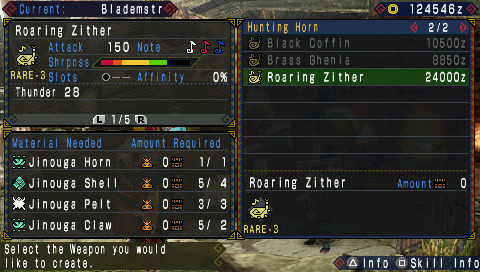 Current: Blademstr
124546z
Roaring Zither
Attack 150 Note
Shrpnss
RARE-3 Slots ●—— Affinity 0%
Thunder 28
L 1/5 R
Hunting Horn 2/2
Black Coffin 10500z
Brass Ghenia 8850z
Roaring Zither 24000z
Material Needed Amount Required
Jinouga Horn 0 1/ 1
Jinouga Shell 0 5/ 4
Jinouga Pelt 0 3/ 3
Jinouga Claw 0 5/ 2
Roaring Zither Amount 0
RARE-3
Select the Weapon you would
like to create.
△ Info □ Skill Info